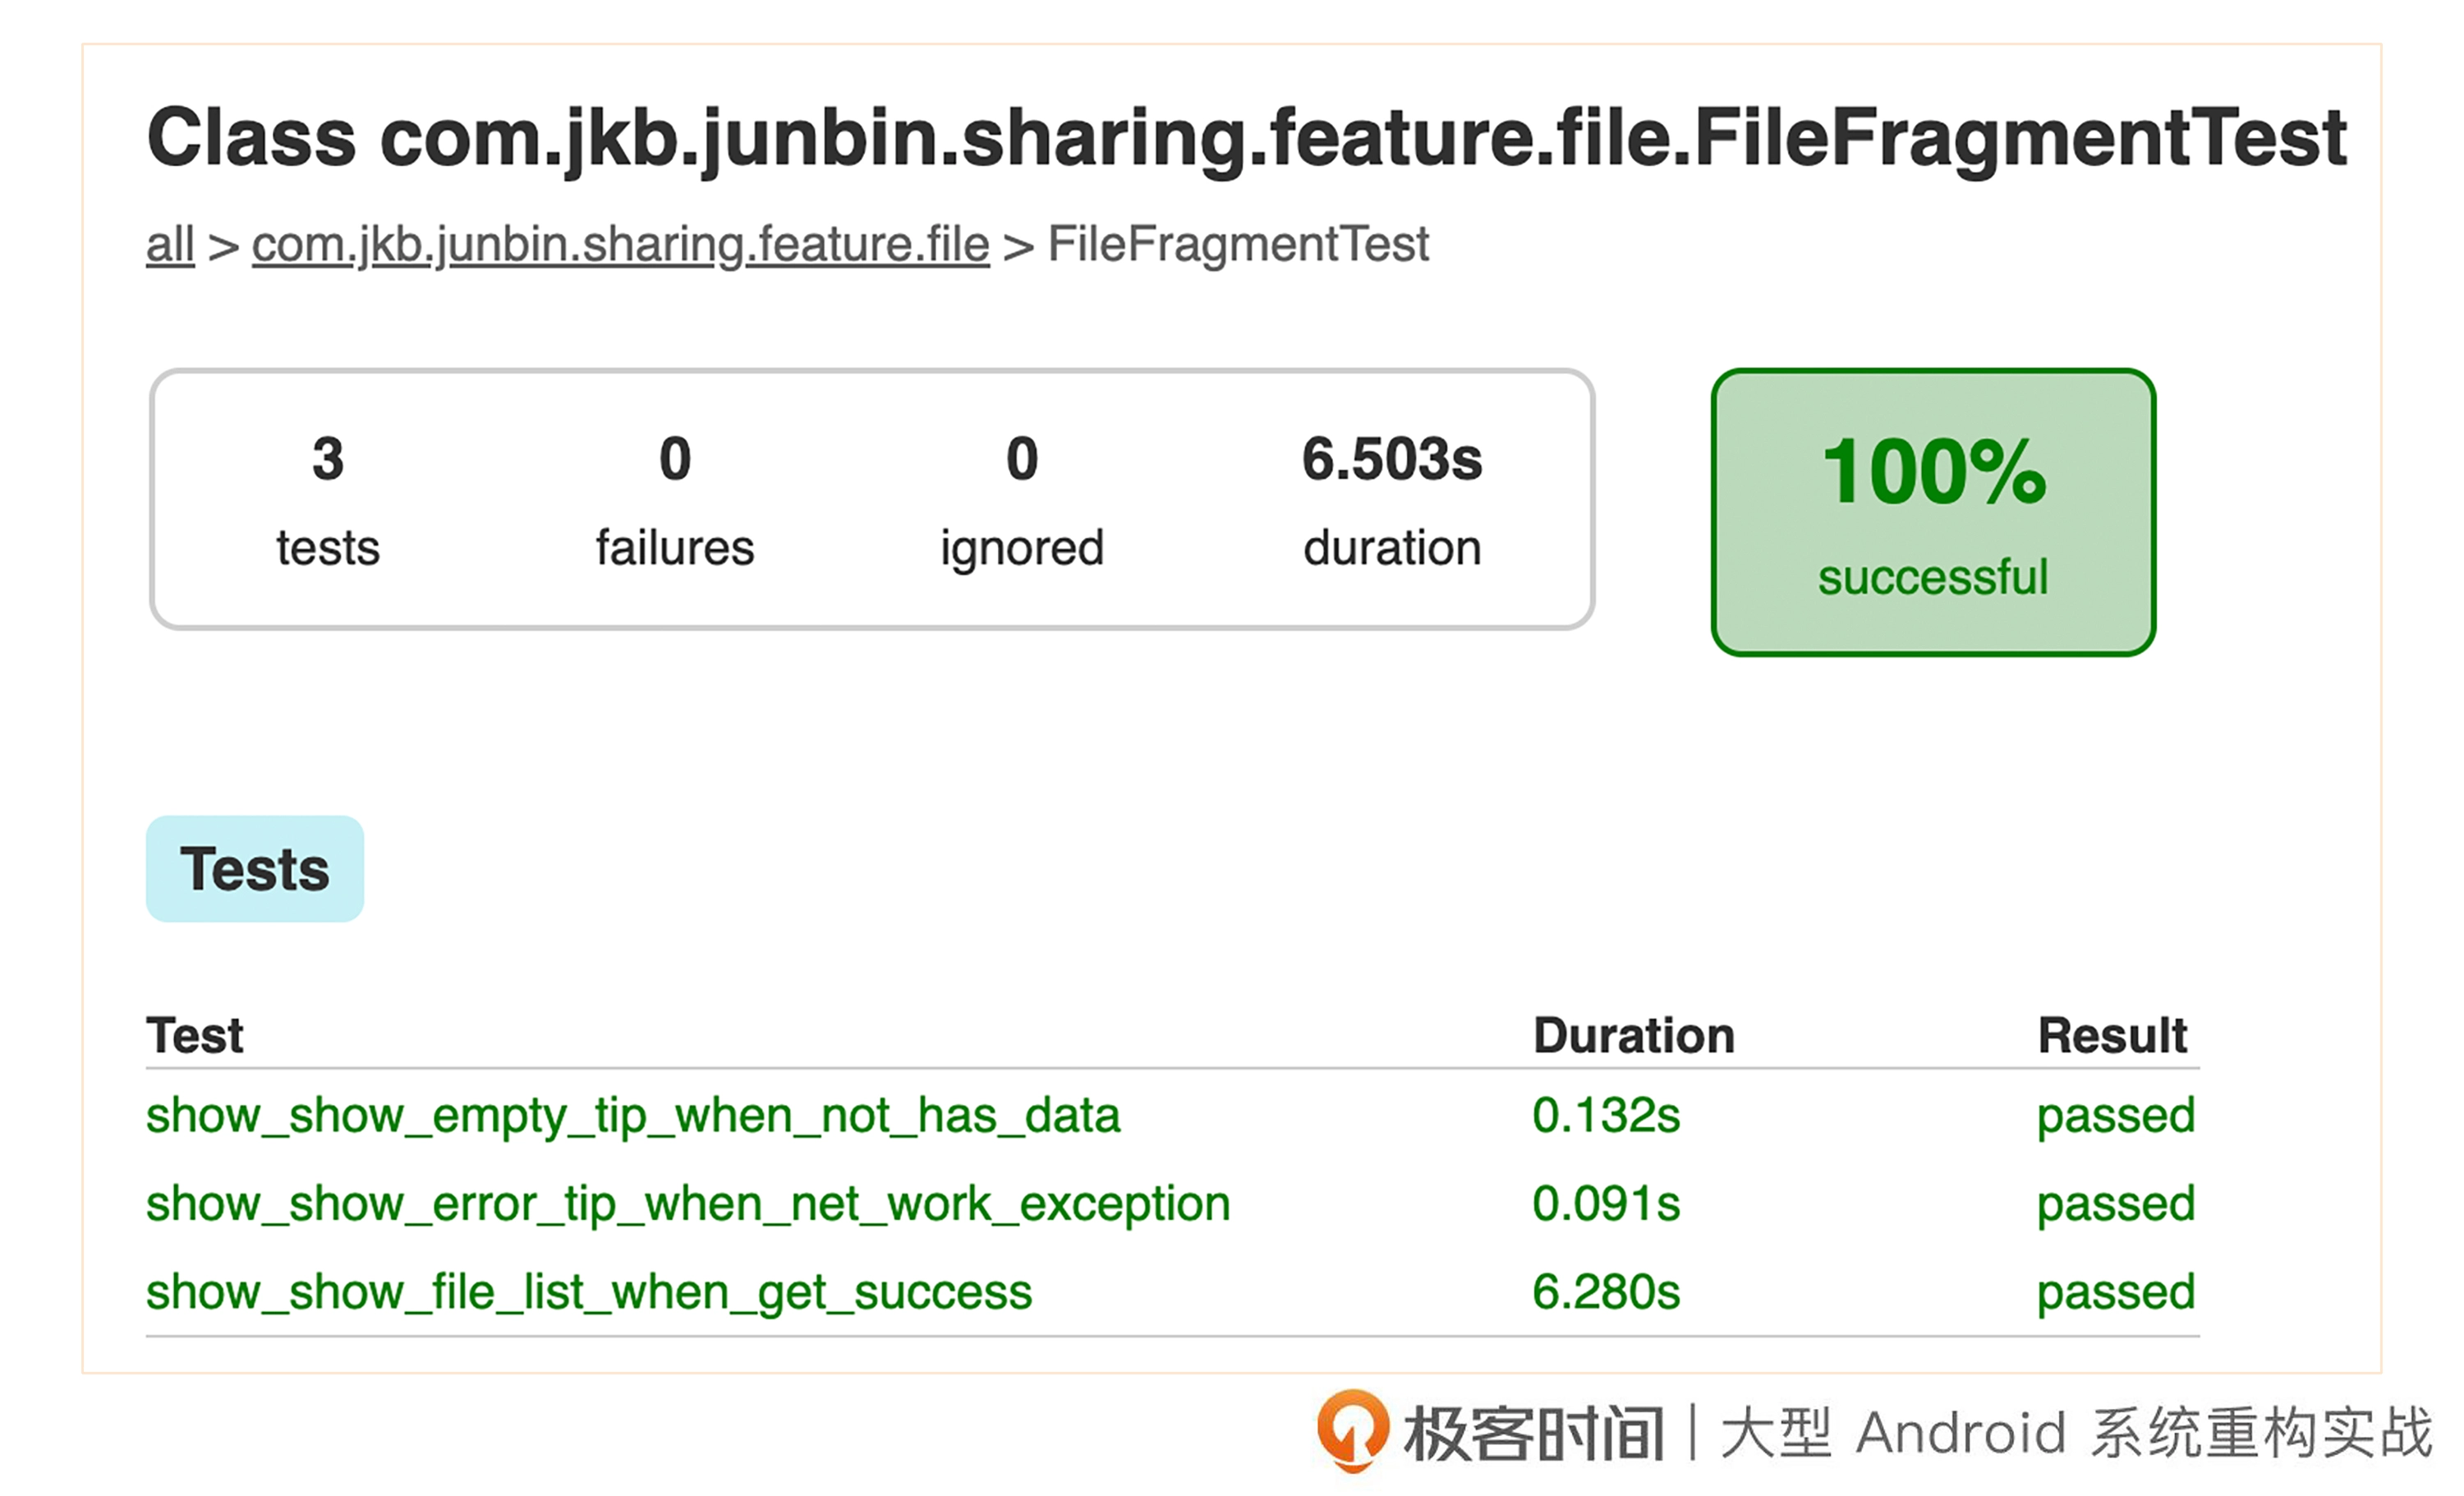 Class com.jkb.junbin.sharing.feature.file.FileFragmentTest
all > com.jkb.junbin.sharing.feature.file > FileFragmentTest
3 0 0 6.503s
tests failures ignored duration
100%
successful
Tests
Test Duration Result
show_show_empty_tip_when_not_has_data 0.132s passed
show_show_error_tip_when_net_work_exception 0.091s passed
show_show_file_list_when_get_success 6.280s passed
极客时间 | 大型 Android 系统重构实战